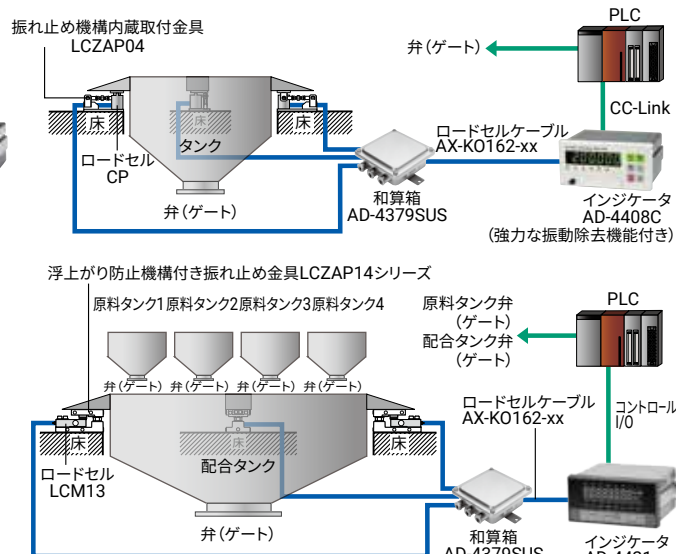 振れ止め機構内蔵取付金具
LCZAP04
PLC
弁(ゲート)
CC-Link
床
床
床
タンク
ロードセル
CP
ロードセルケーブル
AX-KO162-xx
弁(ゲート)
和算箱
AD-4379SUS
インジケータ
AD-4408C
(強力な振動除去機能付き)
浮上がり防止機構付き振れ止め金具LCZAP14シリーズ
原料タンク1 原料タンク2 原料タンク3 原料タンク4
弁(ゲート) 弁(ゲート) 弁(ゲート) 弁(ゲート)
PLC
原料タンク弁
(ゲート)
配合タンク弁
(ゲート)
ロードセルケーブル
AX-KO162-xx
コントロール
I/O
床
床
床
ロードセル
LCM13
配合タンク
弁(ゲート)
和算箱
AD-4379SUS
インジケータ